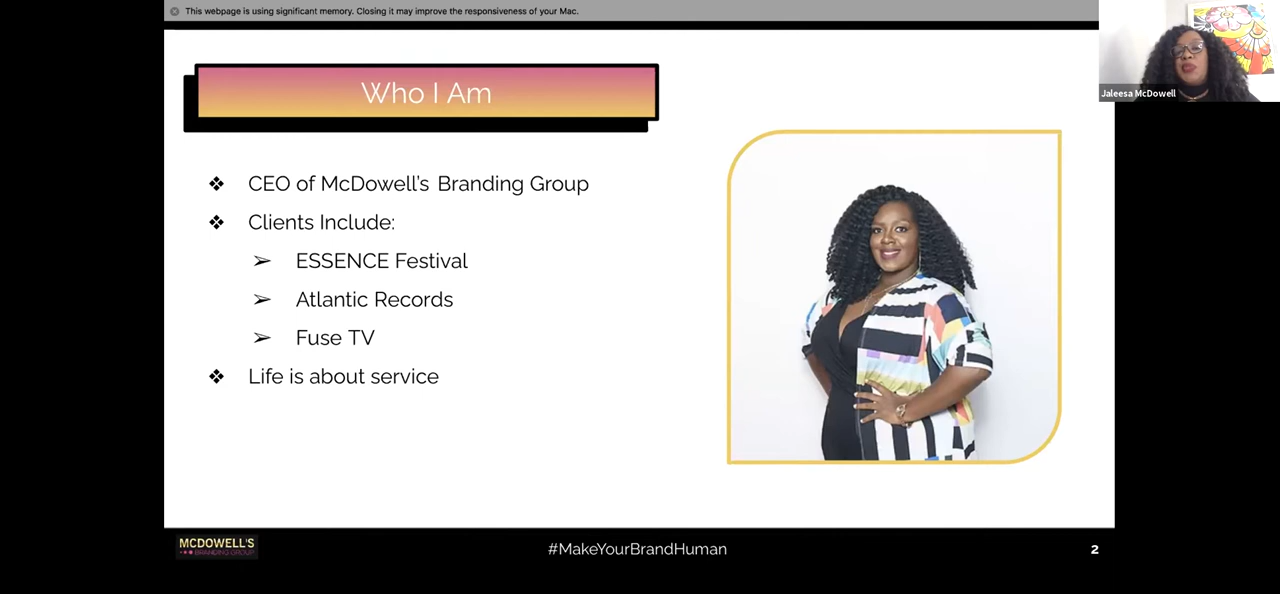 This webpage is using significant memory. Closing it may improve the responsiveness of your Mac.
Who I Am
Jaleesa McDowell
❖ CEO of McDowell's Branding Group
❖ Clients Include:
➢ ESSENCE Festival
➢ Atlantic Records
➢ Fuse TV
❖ Life is about service
MCDOWELL'S
BRANDING GROUP
#MakeYourBrandHuman
2